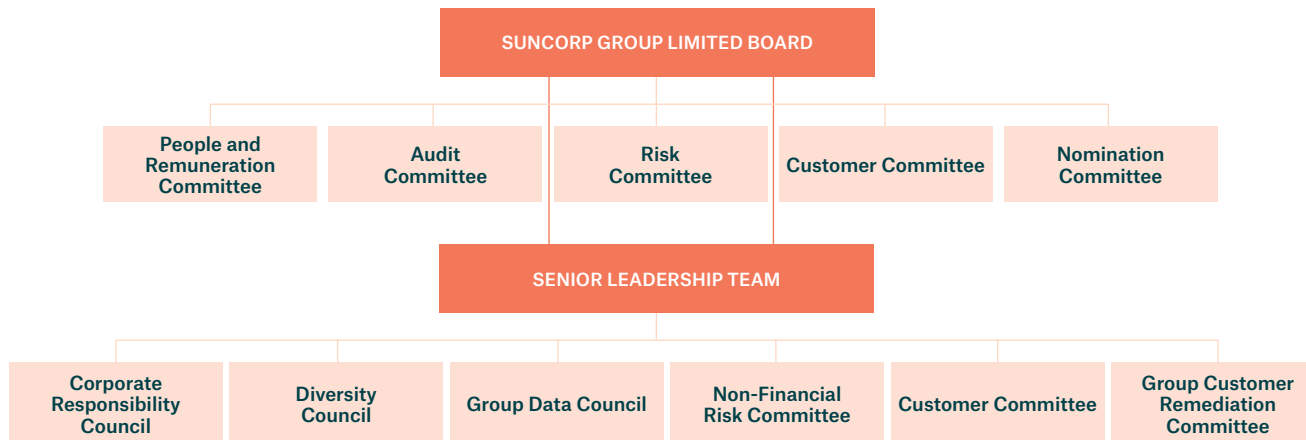 SUNCORP GROUP LIMITED BOARD
People and
Remuneration
Committee
Audit
Committee
Risk
Committee
Customer Committee
Nomination
Committee
SENIOR LEADERSHIP TEAM
Corporate
Responsibility
Council
Diversity
Council
Group Data Council
Non-Financial
Risk Committee
Customer Committee
Group Customer
Remediation
Committee